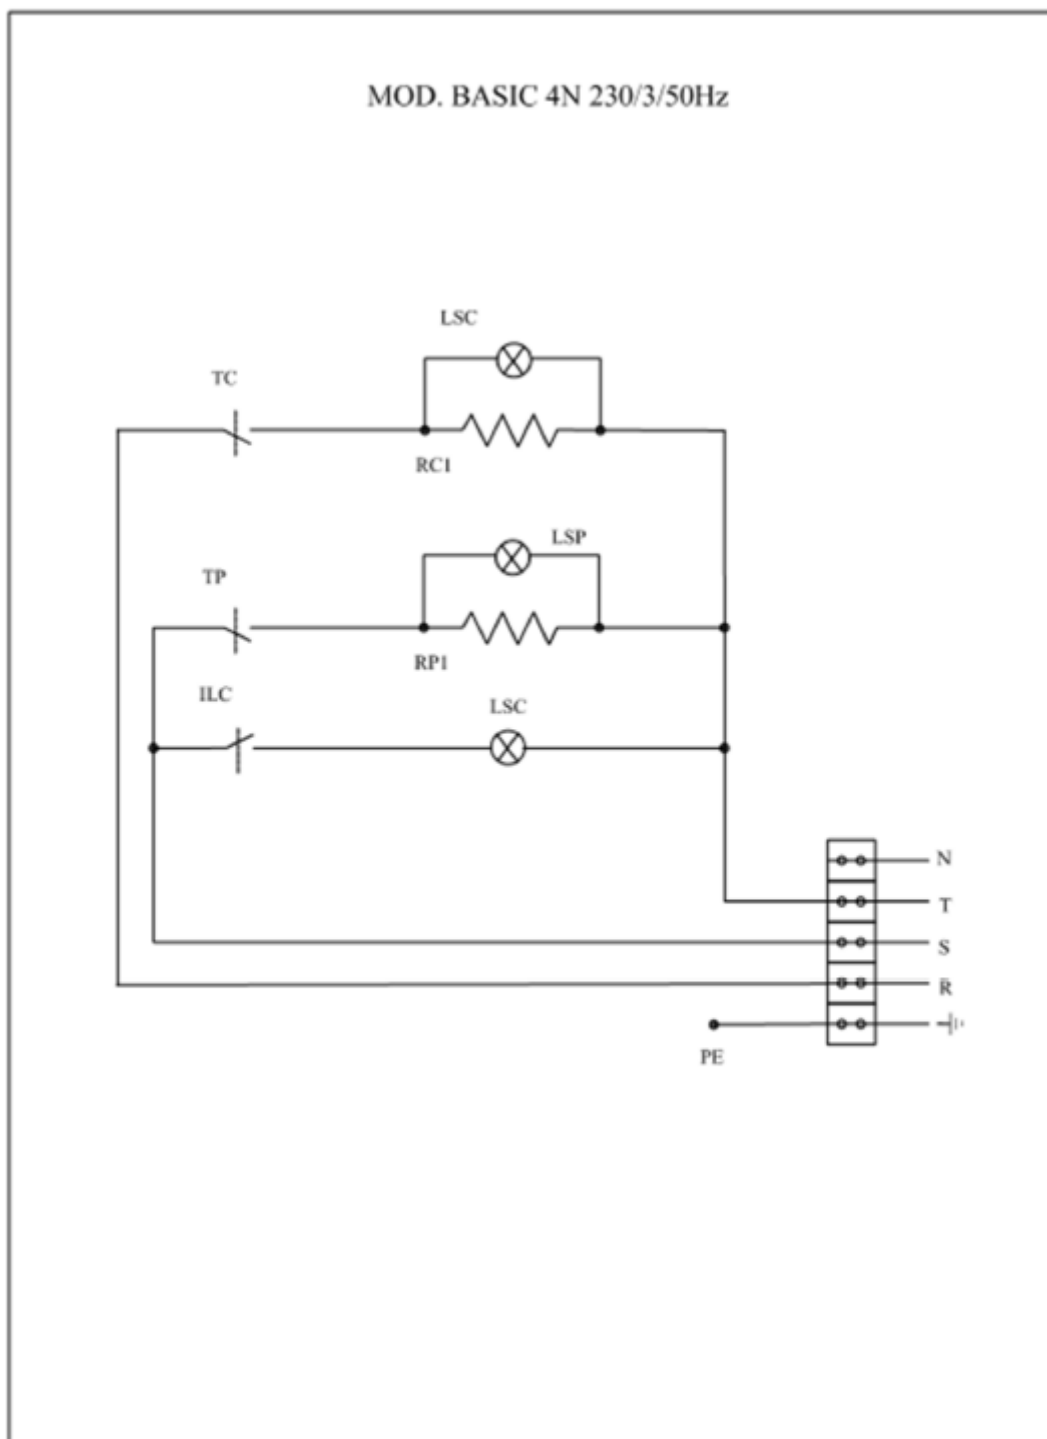 MOD. BASIC 4N 230/3/50Hz
LSC
TC
RC1
LSP
TP
RP1
ILC
LSC
N
T
S
R
PE